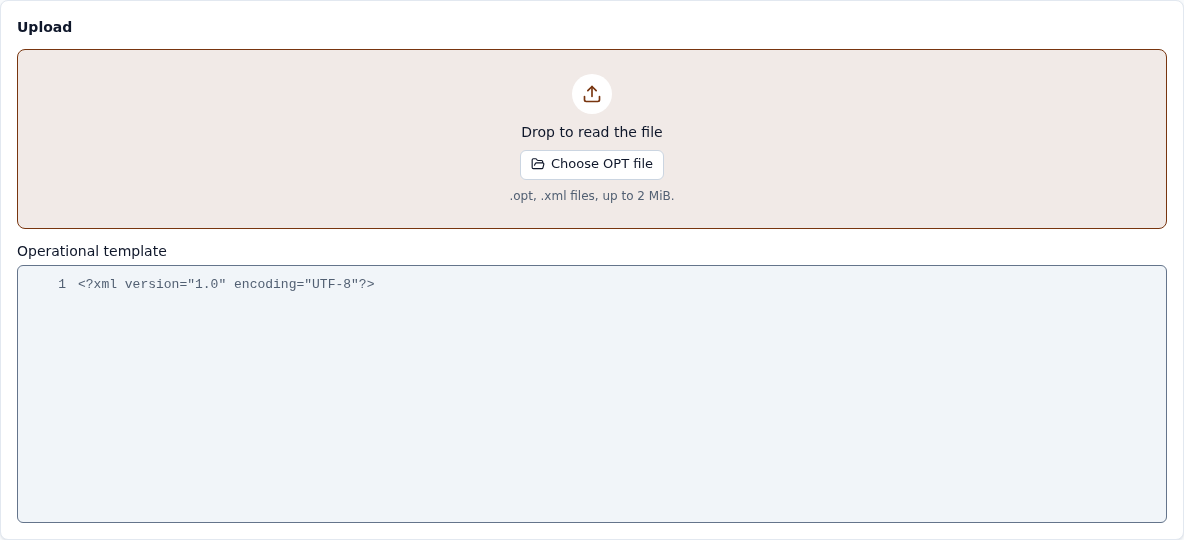 Upload
Drop to read the file
Choose OPT file
.opt, .xml files, up to 2 MiB.
Operational template
1 <?xml version="1.0" encoding="UTF-8"?>